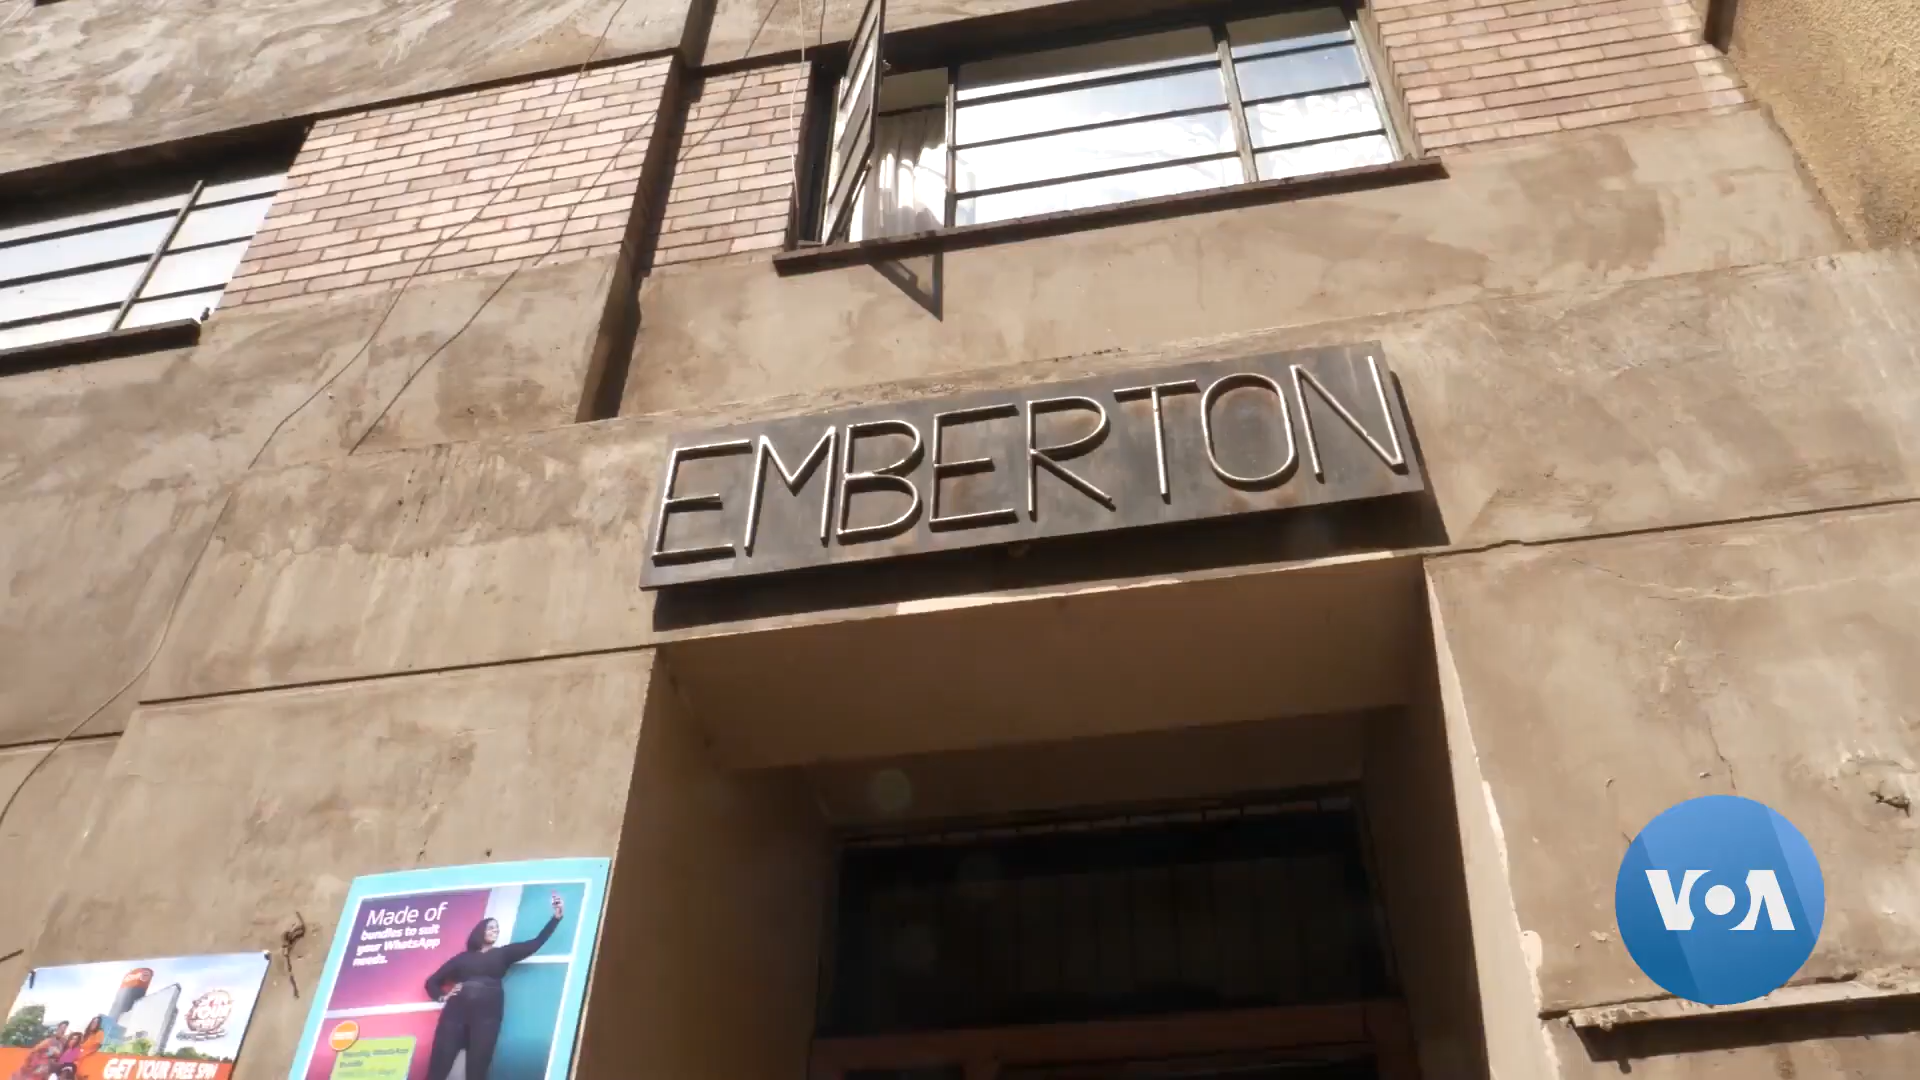 EMBERTON
VOA
Made of
bundles to suit
your WhatsApp
needs.
GET YOUR FREE SPIN